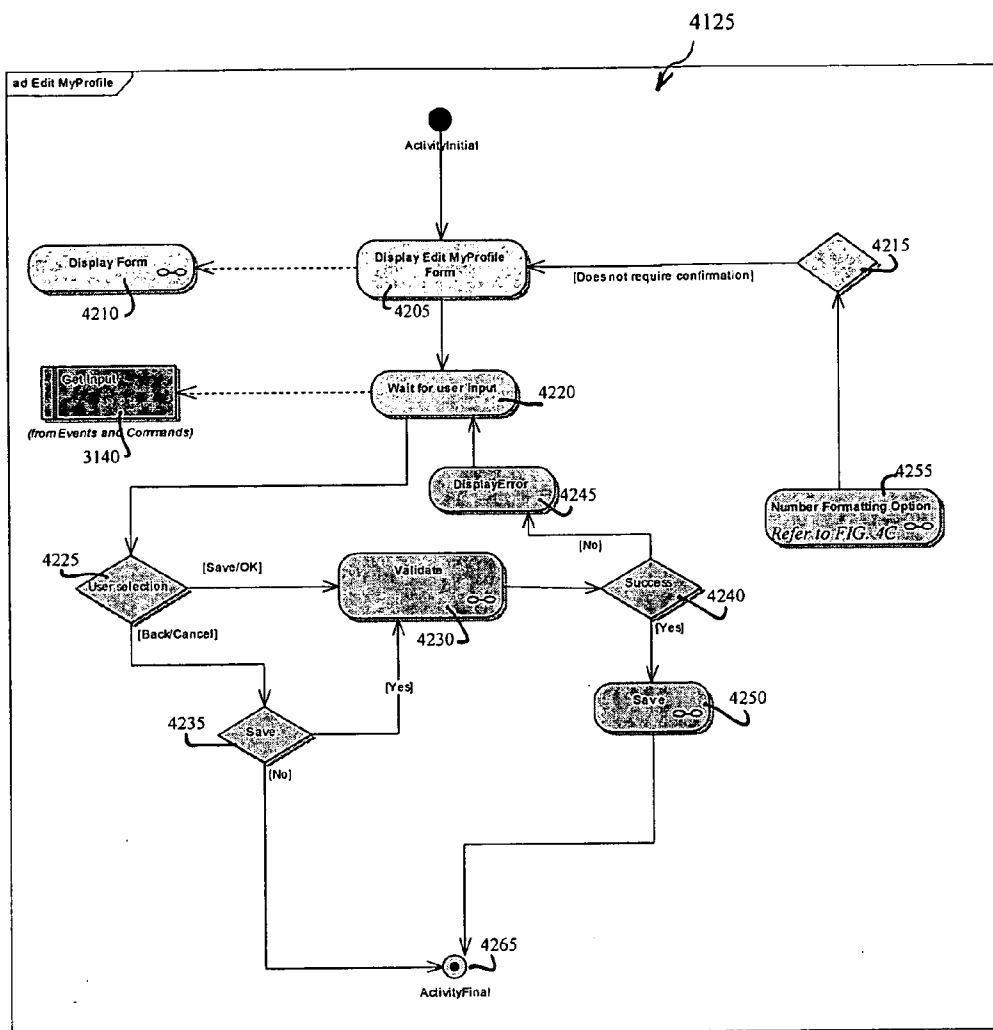 4125
ad Edit MyProfile
ActivityInitial
Display Form
4210
Display Edit MyProfile
Form
4205
[Does not require confirmation]
4215
Get Input
(from Events and Commands)
3140
Wait for user input
4220
DisplayError
4245
4255
Number Formatting Option
Refer to FIG. 4C
[No]
4225
User selection
[Save/OK]
Validate
4230
Success
4240
[Back/Cancel]
[Yes]
[Yes]
Save
4250
4235
Save
[No]
4265
ActivityFinal